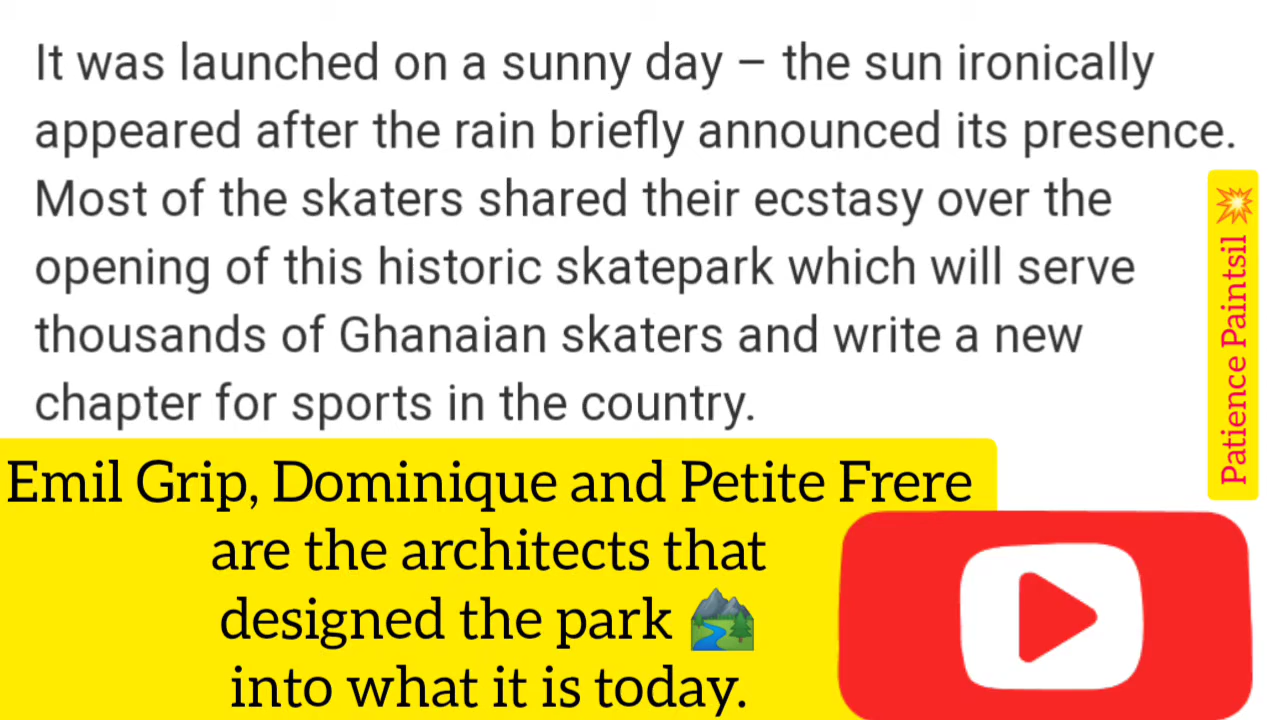 It was launched on a sunny day – the sun ironically
appeared after the rain briefly announced its presence.
Most of the skaters shared their ecstasy over the
opening of this historic skatepark which will serve
thousands of Ghanaian skaters and write a new
chapter for sports in the country.
Patience Paintsil 💥
Emil Grip, Dominique and Petite Frere
are the architects that
designed the park 🏞️
into what it is today.